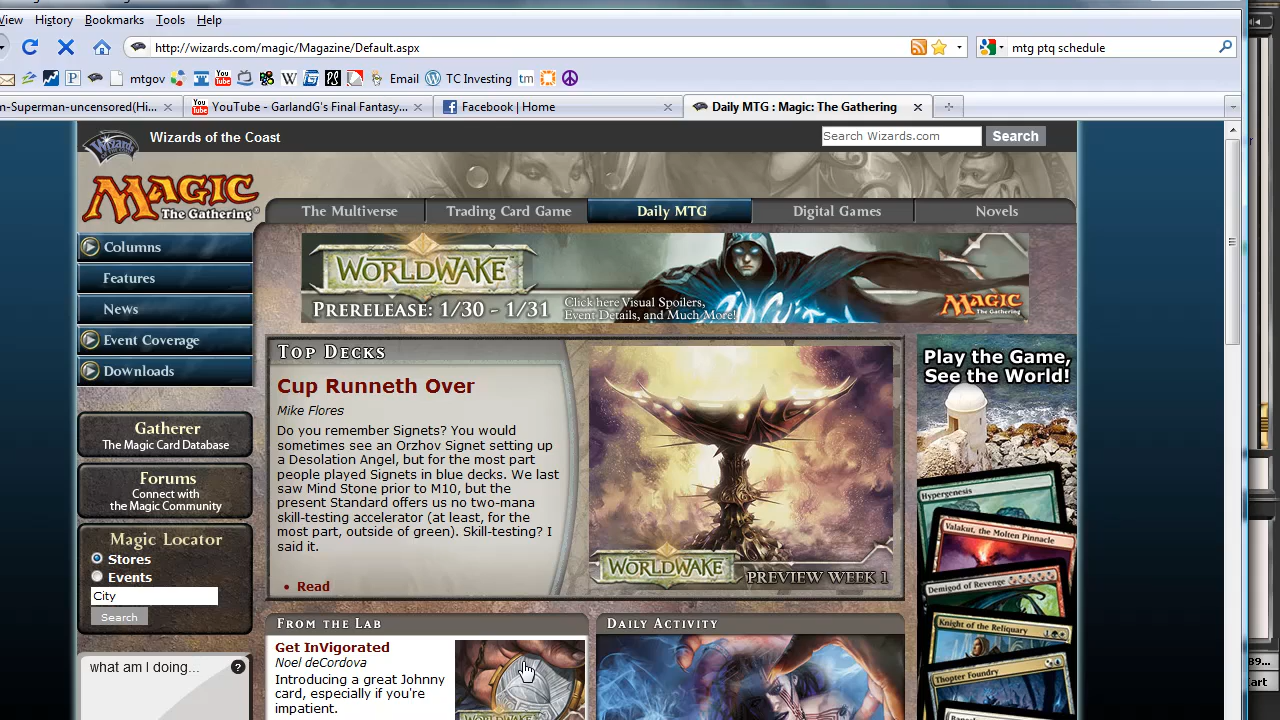 View History Bookmarks Tools Help
http://wizards.com/magic/Magazine/Default.aspx
mtg ptq schedule
mtgov
Email
TC Investing
tm
m-Superman-uncensored(Hi...
YouTube - GarlandG's Final Fantasy...
Facebook | Home
Daily MTG : Magic: The Gathering
Wizards of the Coast
Search Wizards.com
Search
Wizards
Magic
The Gathering®
The Multiverse
Trading Card Game
Daily MTG
Digital Games
Novels
Columns
Features
News
Event Coverage
Downloads
Worldwake
Prerelease: 1/30 - 1/31
Click here Visual Spoilers,
Event Details, and Much More!
Magic
The Gathering
Gatherer
The Magic Card Database
Forums
Connect with
the Magic Community
Magic Locator
Stores
Events
City
Search
what am I doing...
?
Top Decks
Cup Runneth Over
Mike Flores
Do you remember Signets? You would
sometimes see an Orzhov Signet setting up
a Desolation Angel, but for the most part
people played Signets in blue decks. We last
saw Mind Stone prior to M10, but the
present Standard offers us no two-mana
skill-testing accelerator (at least, for the
most part, outside of green). Skill-testing? I
said it.
• Read
Worldwake
Preview Week 1
Play the Game,
See the World!
Hypergenesis
Valakut, the Molten Pinnacle
Demigod of Revenge
Knight of the Reliquary
Thopter Foundry
From the Lab
Get InVigorated
Noel deCordova
Introducing a great Johnny
card, especially if you're
impatient.
Worldwake
Daily Activity
89...